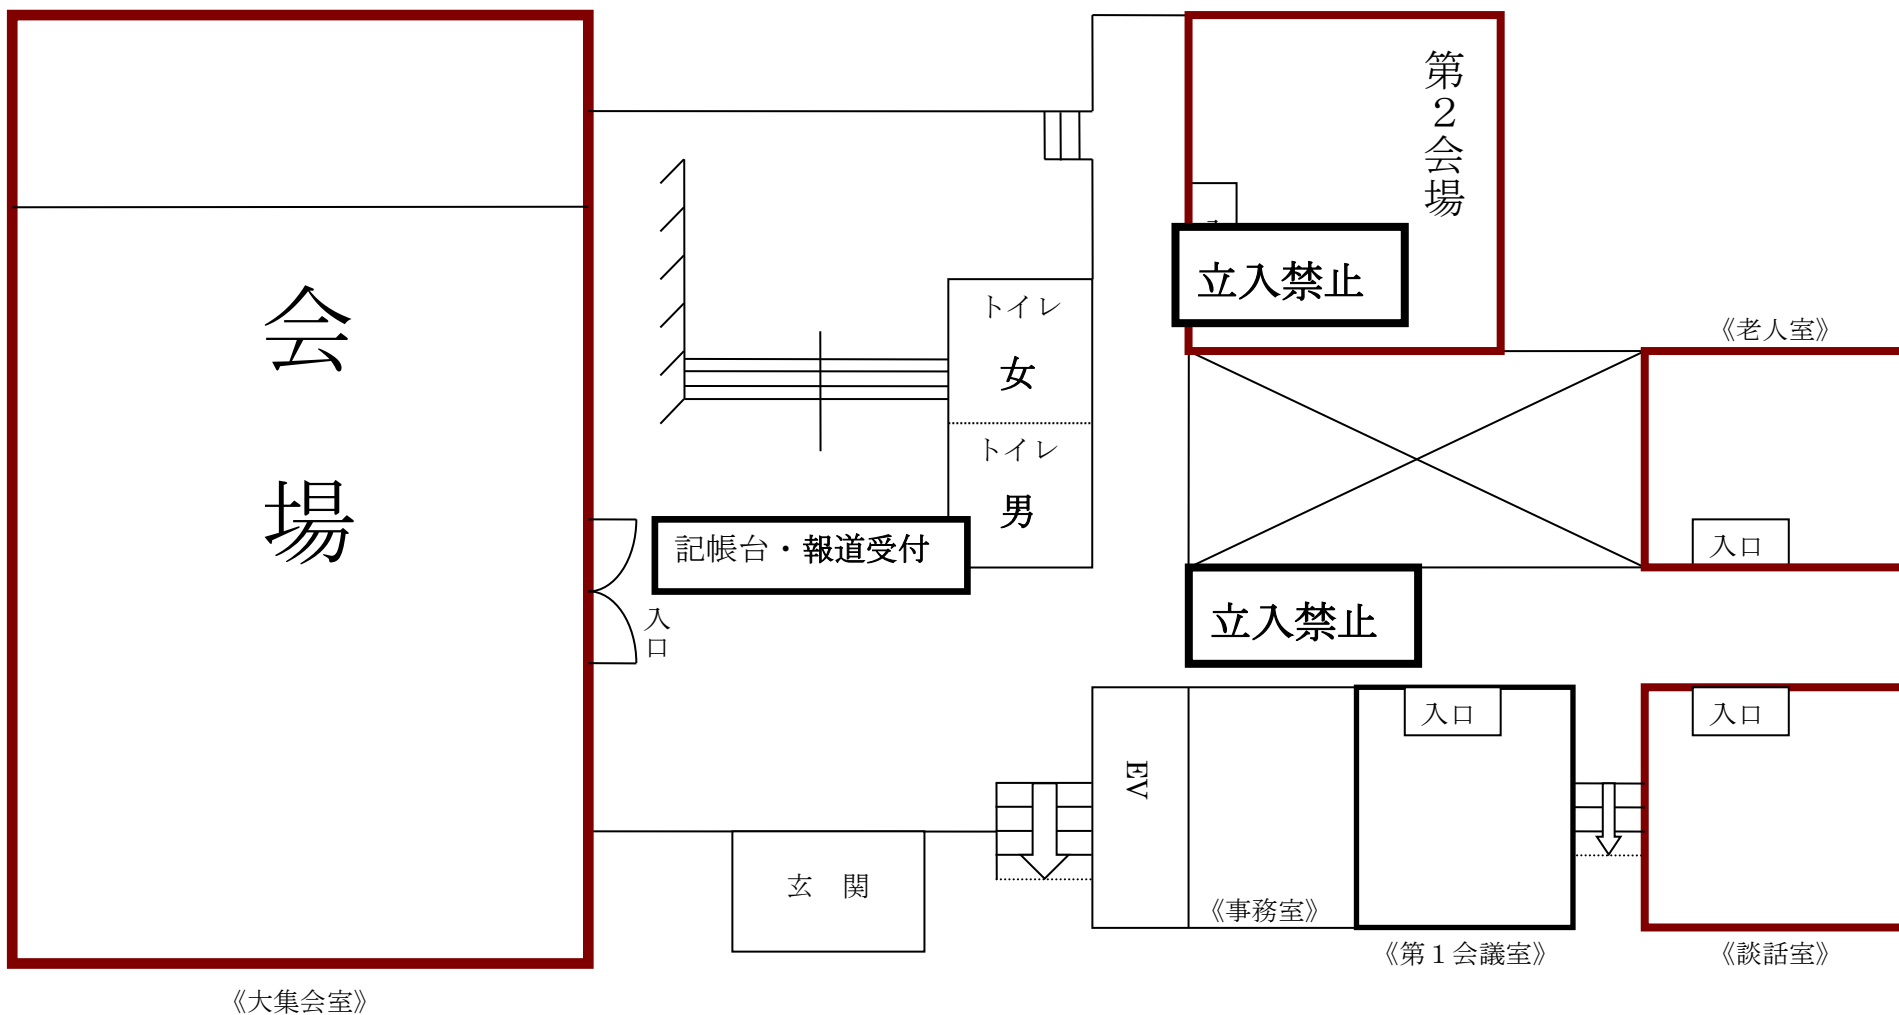 会場
《大集会室》
入口
記帳台・報道受付
トイレ
女
トイレ
男
玄　関
第２会場
立入禁止
立入禁止
EV
《事務室》
入口
《第１会議室》
《老人室》
入口
入口
《談話室》